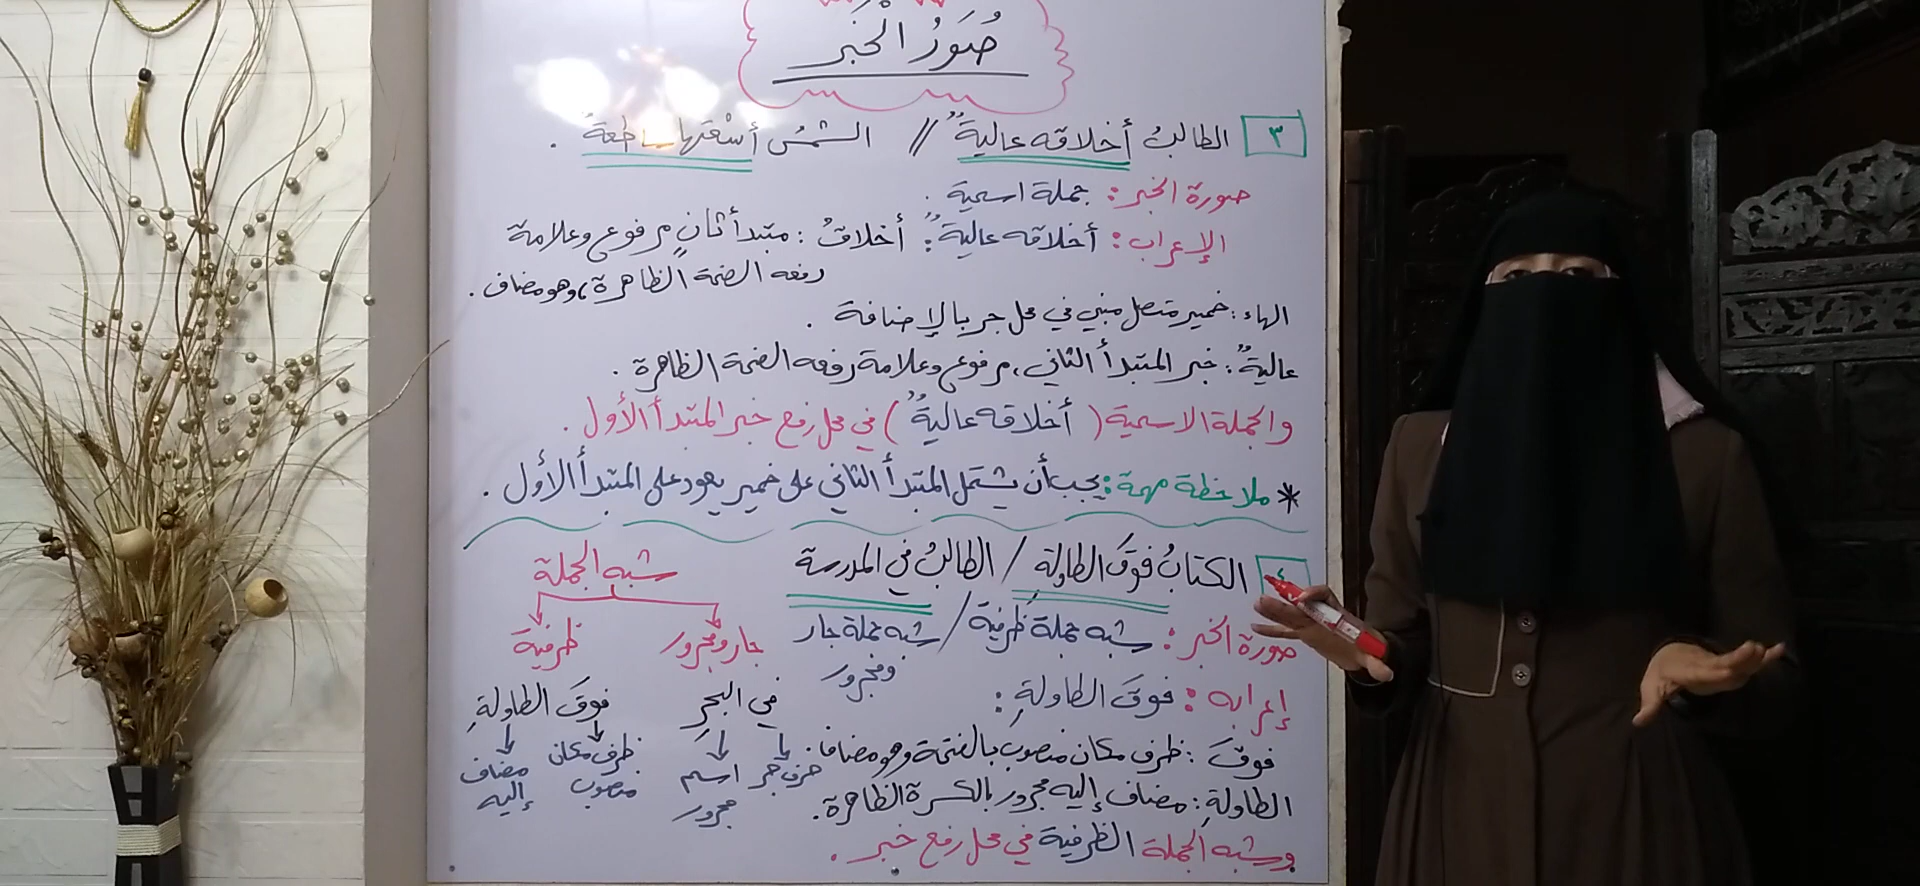 صُوَرُ الْخَبَر
٣ الطالبُ أخلاقه عاليةٌ // الشمسُ أشعتها ساطعةٌ .
صورة الخبر : جملة اسمية .
الإعراب : أخلاقه عاليةٌ : أخلاقُ : مبتدأ ثانٍ مرفوع وعلامة
رفعه الضمة الظاهرة ، وهو مضاف .
الهاء : ضمير متصل مبني في محل جر بالإضافة .
عاليةٌ : خبر المبتدأ الثاني ، مرفوع وعلامة رفعه الضمة الظاهرة .
والجملة الاسمية ( أخلاقه عاليةٌ ) في محل رفع خبر المبتدأ الأول .
* ملاحظة مهمة : يجب أن يشتمل المبتدأ الثاني على ضمير يعود على المبتدأ الأول .
٤ الكتابُ فوقَ الطاولةِ / الطالبُ في المدرسة
صورة الخبر : شبه جملة ظرفية / شبه جملة جار
ومجرور
إعرابه : فوقَ الطاولةِ :
فوقَ : ظرف مكان منصوب بالفتحة وهو مضاف .
الطاولةِ : مضاف إليه مجرور بالكسرة الظاهرة .
وشبه الجملة الظرفية في محل رفع خبر .
شبه الجملة
جار ومجرور
ظرفية
في البحرِ
حرف جر
اسم
مجرور
فوقَ الطاولةِ
ظرف مكان
منصوب
مضاف
إليه